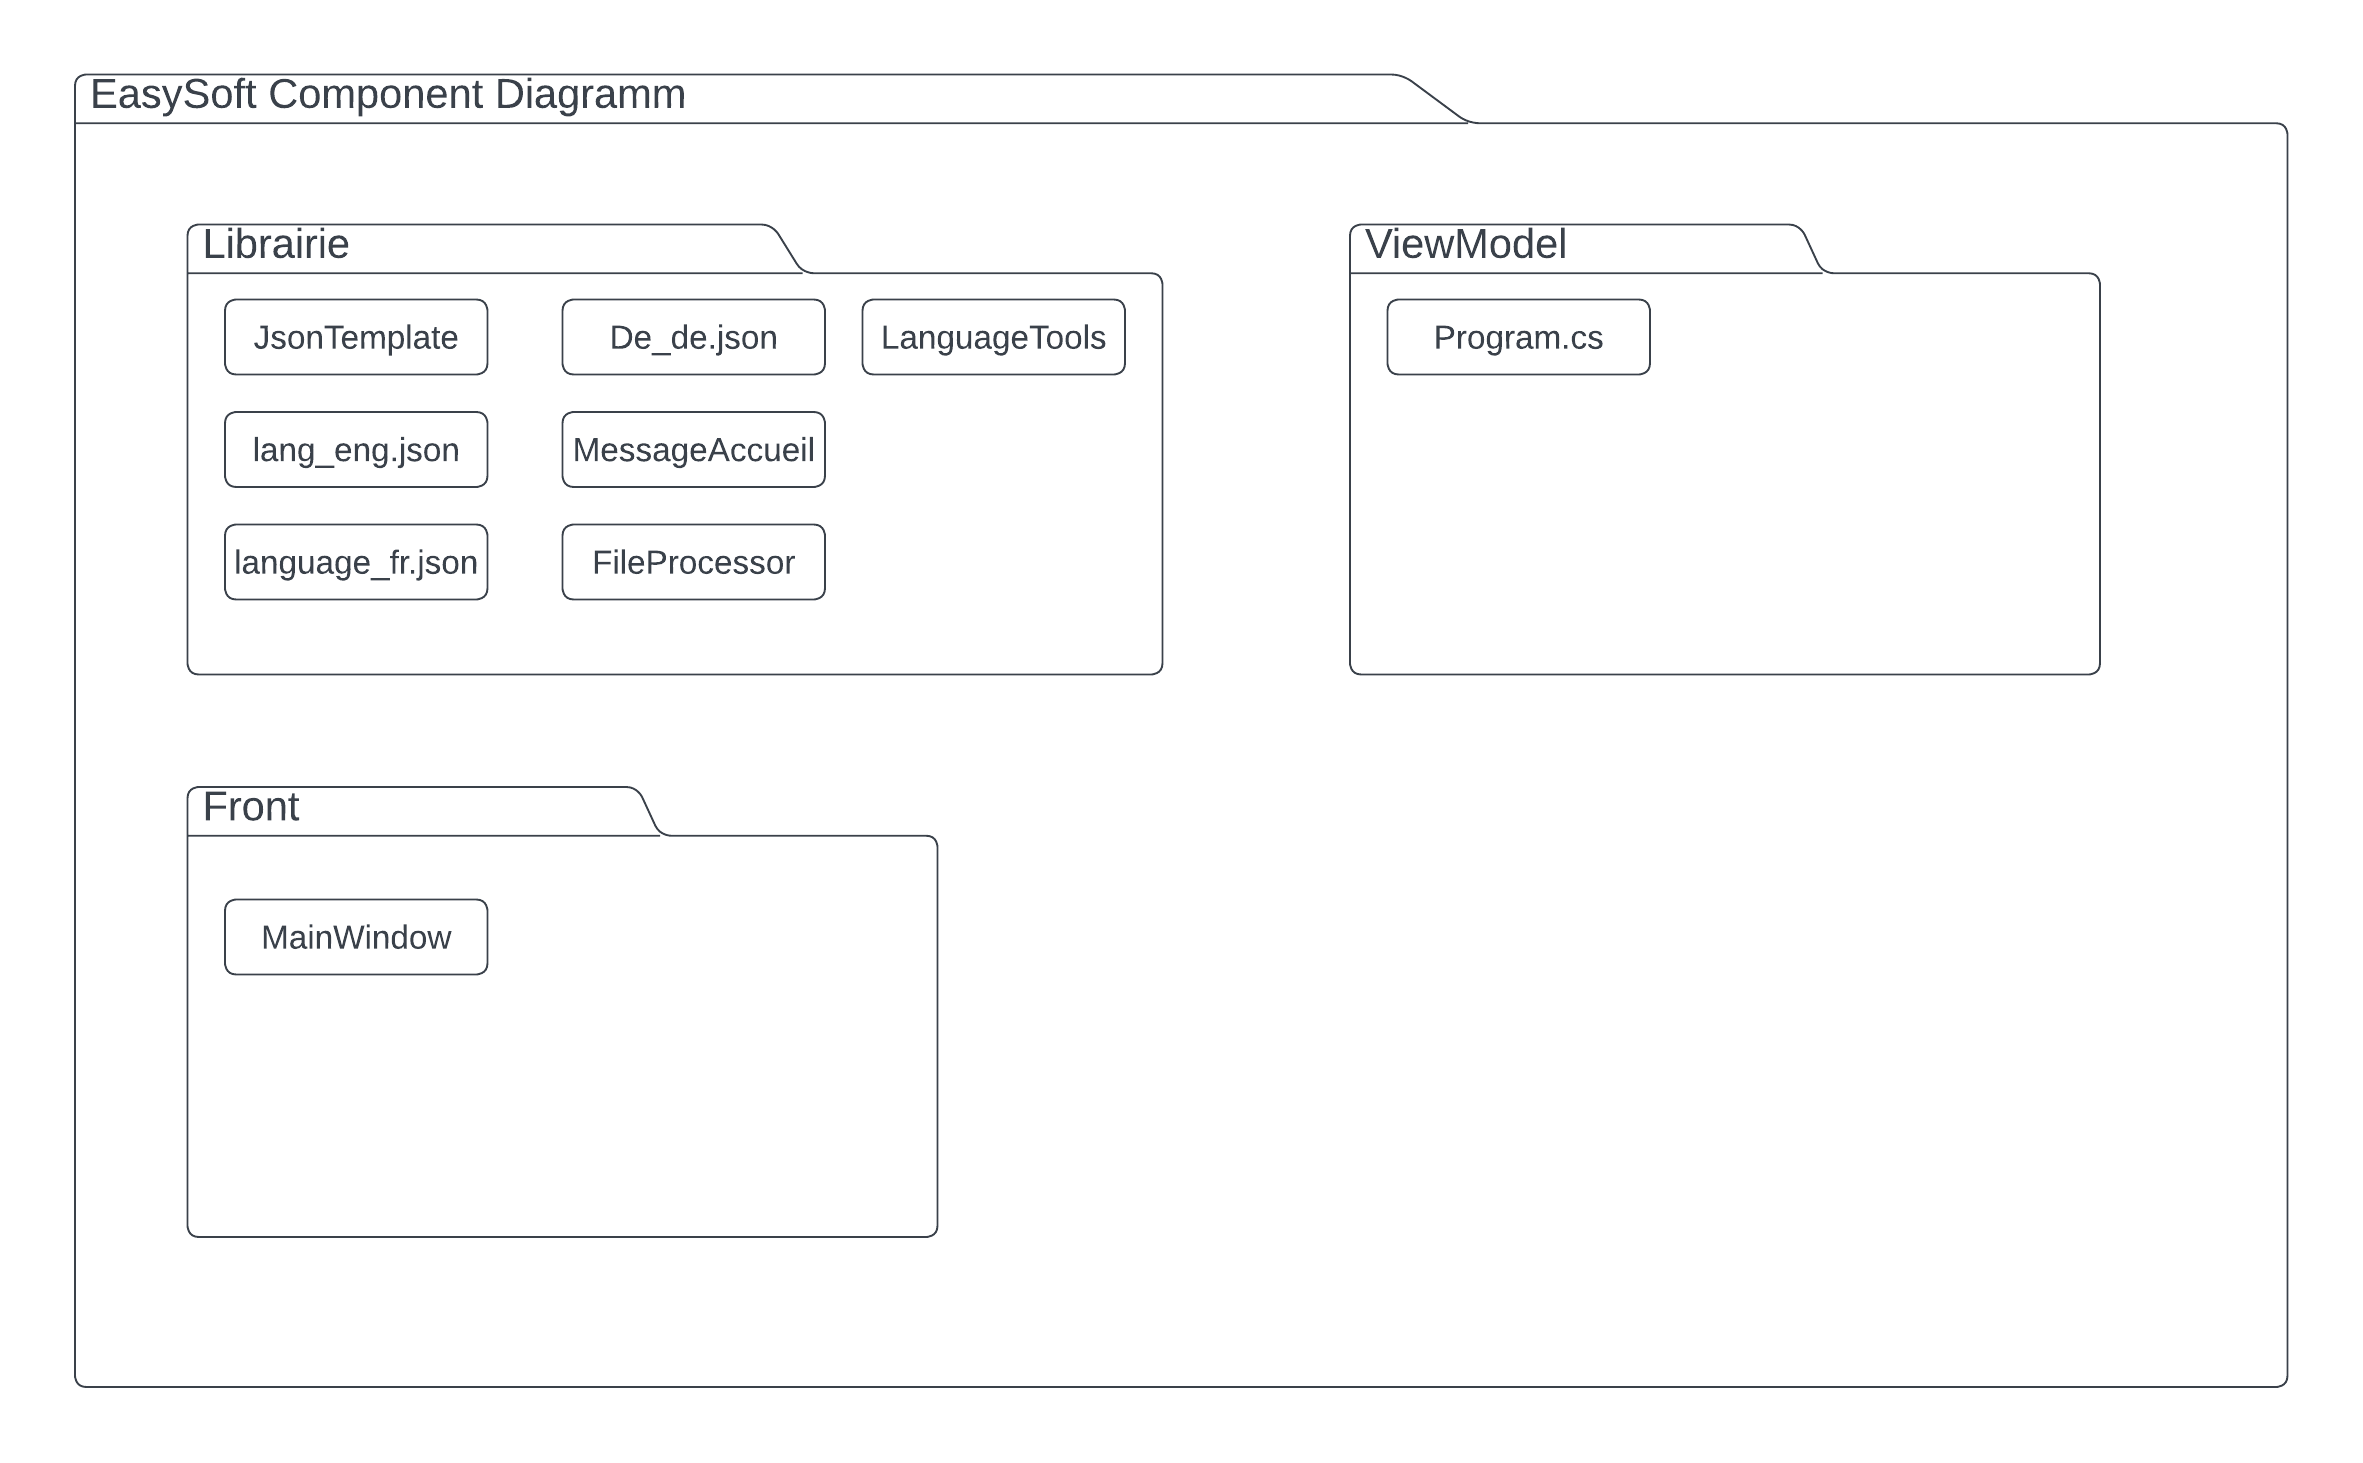 EasySoft Component Diagramm
Librairie
JsonTemplate
De_de.json
LanguageTools
lang_eng.json
MessageAccueil
language_fr.json
FileProcessor
ViewModel
Program.cs
Front
MainWindow